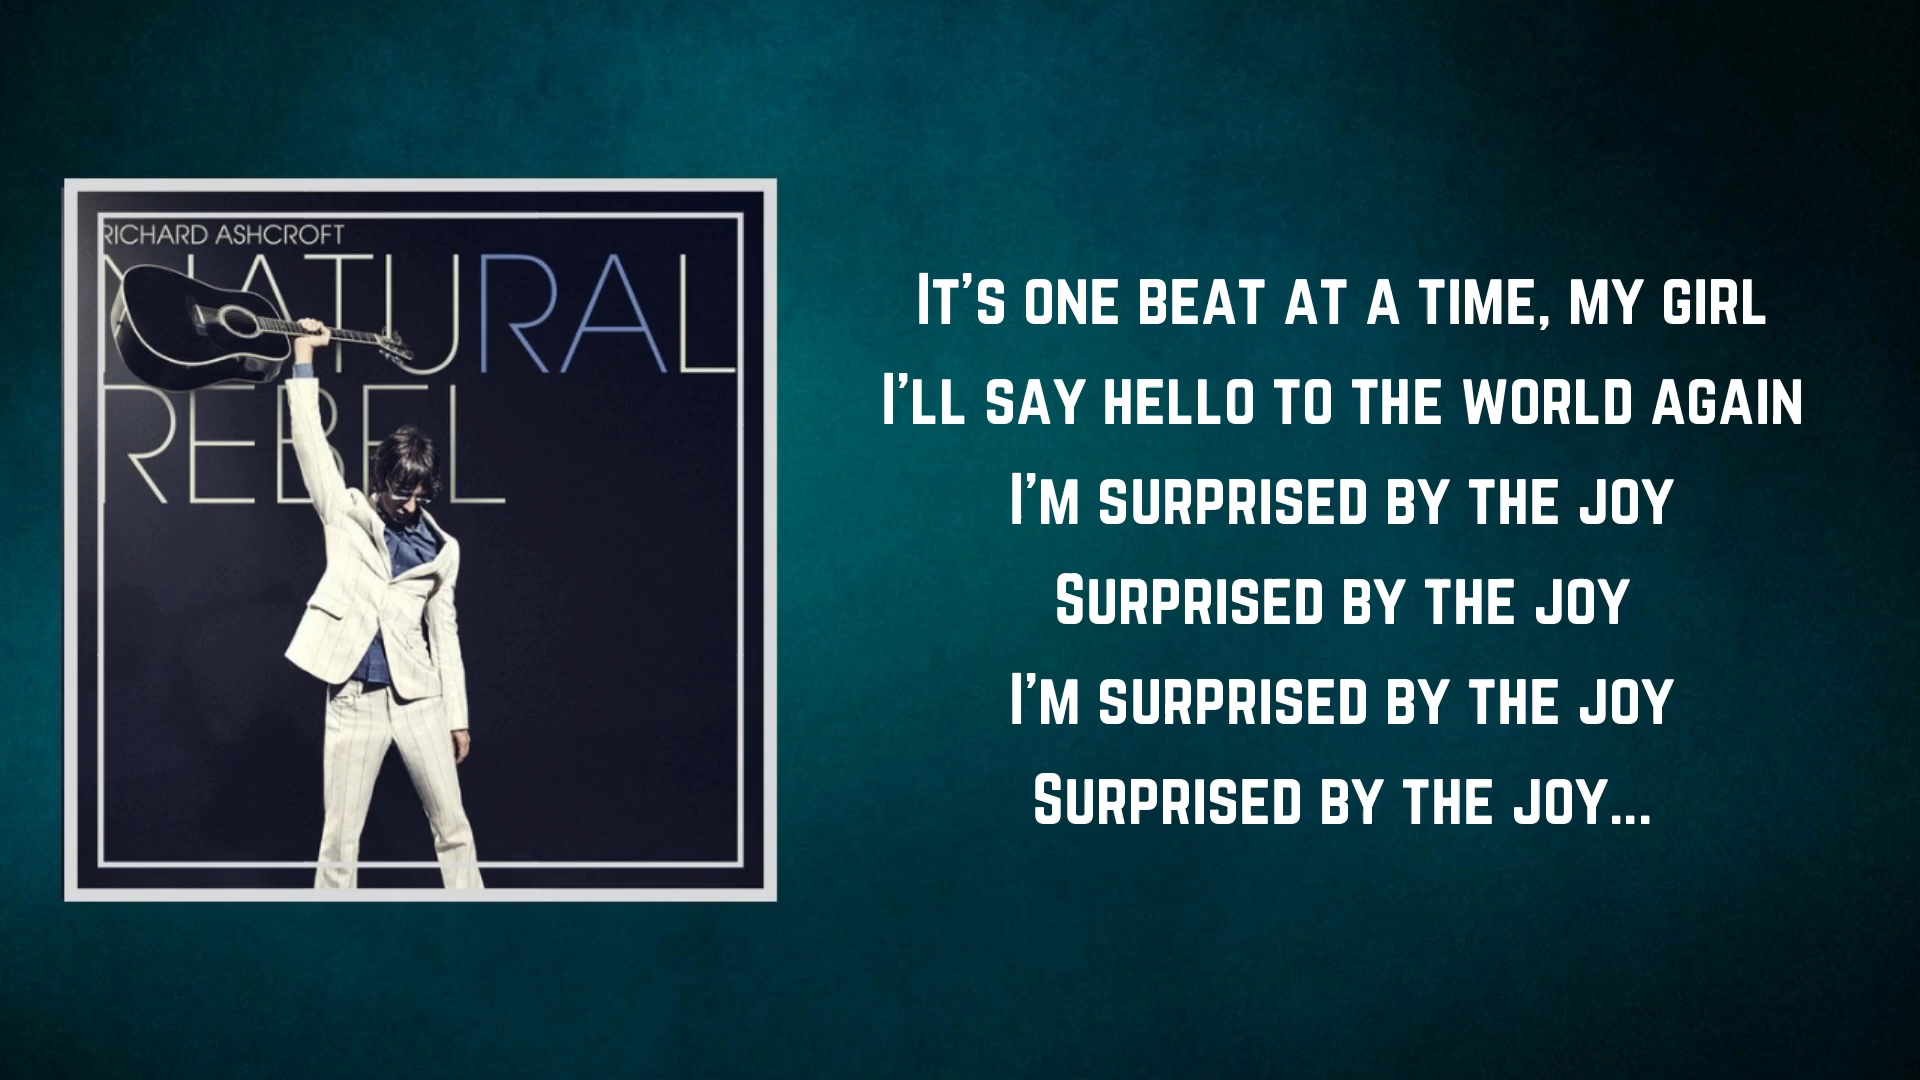 RICHARD ASHCROFT
NATURAL
REBEL
It's one beat at a time, my girl
I'll say hello to the world again
I'm surprised by the joy
Surprised by the joy
I'm surprised by the joy
Surprised by the joy...